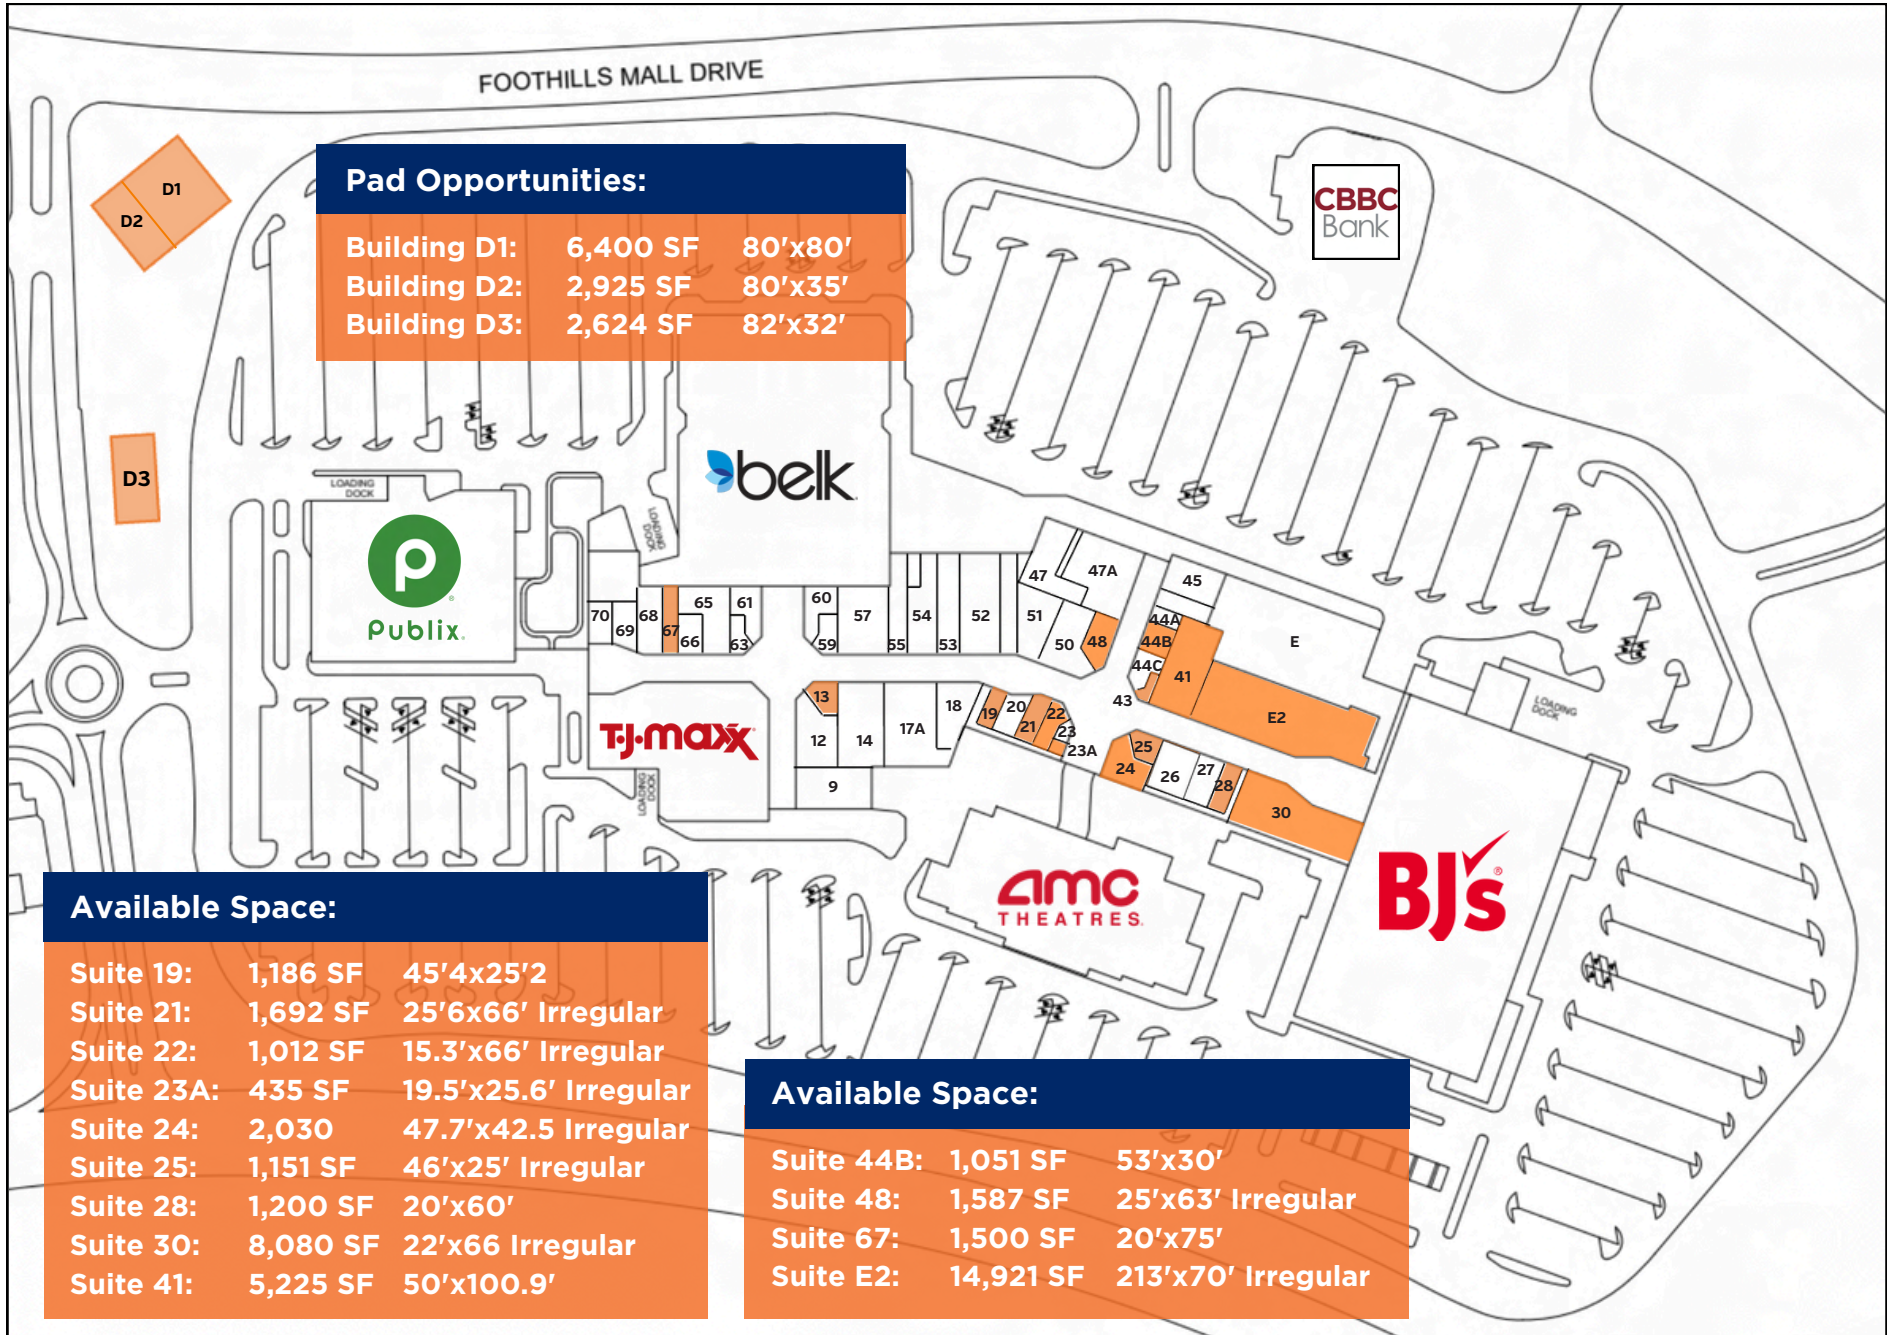 FOOTHILLS MALL DRIVE
Pad Opportunities:
Building D1: 6,400 SF 80'x80'
Building D2: 2,925 SF 80'x35'
Building D3: 2,624 SF 82'x32'
D1
D2
D3
CBBC
Bank
belk
LOADING
DOCK
LOADING
DOCK
Publix
47
47A
45
70
69
68
67
65
66
61
63
60
59
57
55
54
53
52
51
50
48
44A
44B
44C
43
41
E
E2
LOADING
DOCK
T·J·maxx
LOADING
DOCK
13
12
14
17A
18
9
19
20
21
22
23
23A
24
25
26
27
28
30
amc
THEATRES
BJ's
Available Space:
Suite 19: 1,186 SF 45'4x25'2
Suite 21: 1,692 SF 25'6x66' Irregular
Suite 22: 1,012 SF 15.3'x66' Irregular
Suite 23A: 435 SF 19.5'x25.6' Irregular
Suite 24: 2,030 47.7'x42.5 Irregular
Suite 25: 1,151 SF 46'x25' Irregular
Suite 28: 1,200 SF 20'x60'
Suite 30: 8,080 SF 22'x66 Irregular
Suite 41: 5,225 SF 50'x100.9'
Available Space:
Suite 44B: 1,051 SF 53'x30'
Suite 48: 1,587 SF 25'x63' Irregular
Suite 67: 1,500 SF 20'x75'
Suite E2: 14,921 SF 213'x70' Irregular